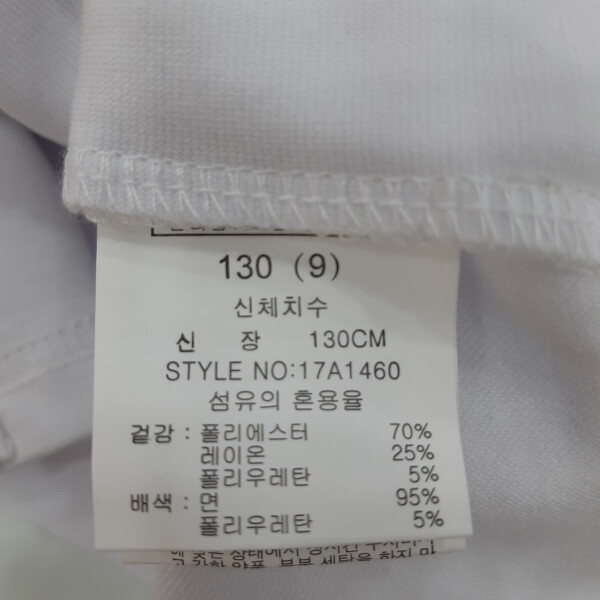 130 (9)
신체치수
신 장 130CM
STYLE NO:17A1460
섬유의 혼용율
겉감 : 폴리에스터 70%
레이온 25%
폴리우레탄 5%
배색 : 면 95%
폴리우레탄 5%